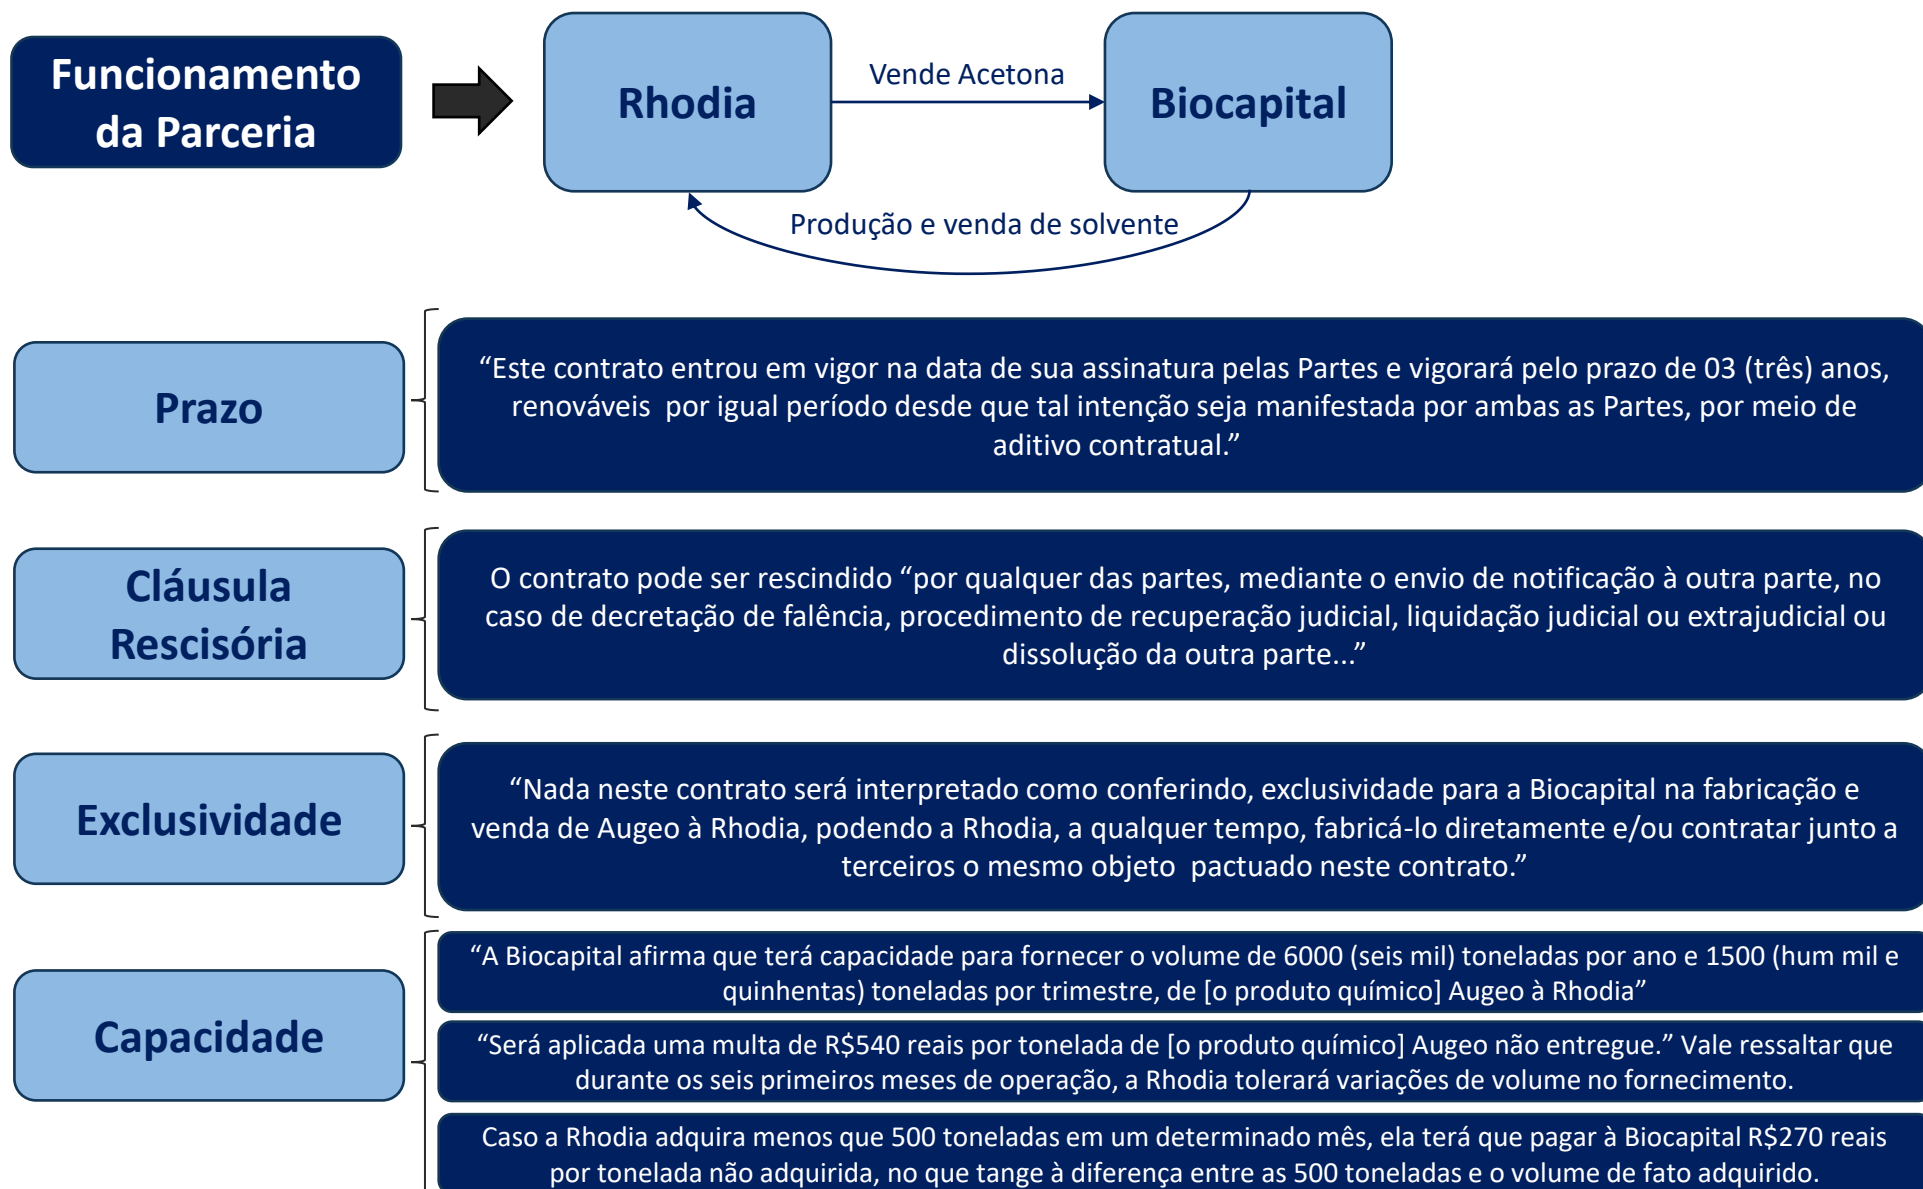 Funcionamento
da Parceria
Rhodia
Vende Acetona
Biocapital
Produção e venda de solvente
Prazo
“Este contrato entrou em vigor na data de sua assinatura pelas Partes e vigorará pelo prazo de 03 (três) anos,
renováveis  por igual período desde que tal intenção seja manifestada por ambas as Partes, por meio de
aditivo contratual.”
Cláusula
Rescisória
O contrato pode ser rescindido “por qualquer das partes, mediante o envio de notificação à outra parte, no
caso de decretação de falência, procedimento de recuperação judicial, liquidação judicial ou extrajudicial ou
dissolução da outra parte...”
Exclusividade
“Nada neste contrato será interpretado como conferindo, exclusividade para a Biocapital na fabricação e
venda de Augeo à Rhodia, podendo a Rhodia, a qualquer tempo, fabricá-lo diretamente e/ou contratar junto a
terceiros o mesmo objeto  pactuado neste contrato.”
Capacidade
“A Biocapital afirma que terá capacidade para fornecer o volume de 6000 (seis mil) toneladas por ano e 1500 (hum mil e
quinhentas) toneladas por trimestre, de [o produto químico] Augeo à Rhodia”
“Será aplicada uma multa de R$540 reais por tonelada de [o produto químico] Augeo não entregue.” Vale ressaltar que
durante os seis primeiros meses de operação, a Rhodia tolerará variações de volume no fornecimento.
Caso a Rhodia adquira menos que 500 toneladas em um determinado mês, ela terá que pagar à Biocapital R$270 reais
por tonelada não adquirida, no que tange à diferença entre as 500 toneladas e o volume de fato adquirido.